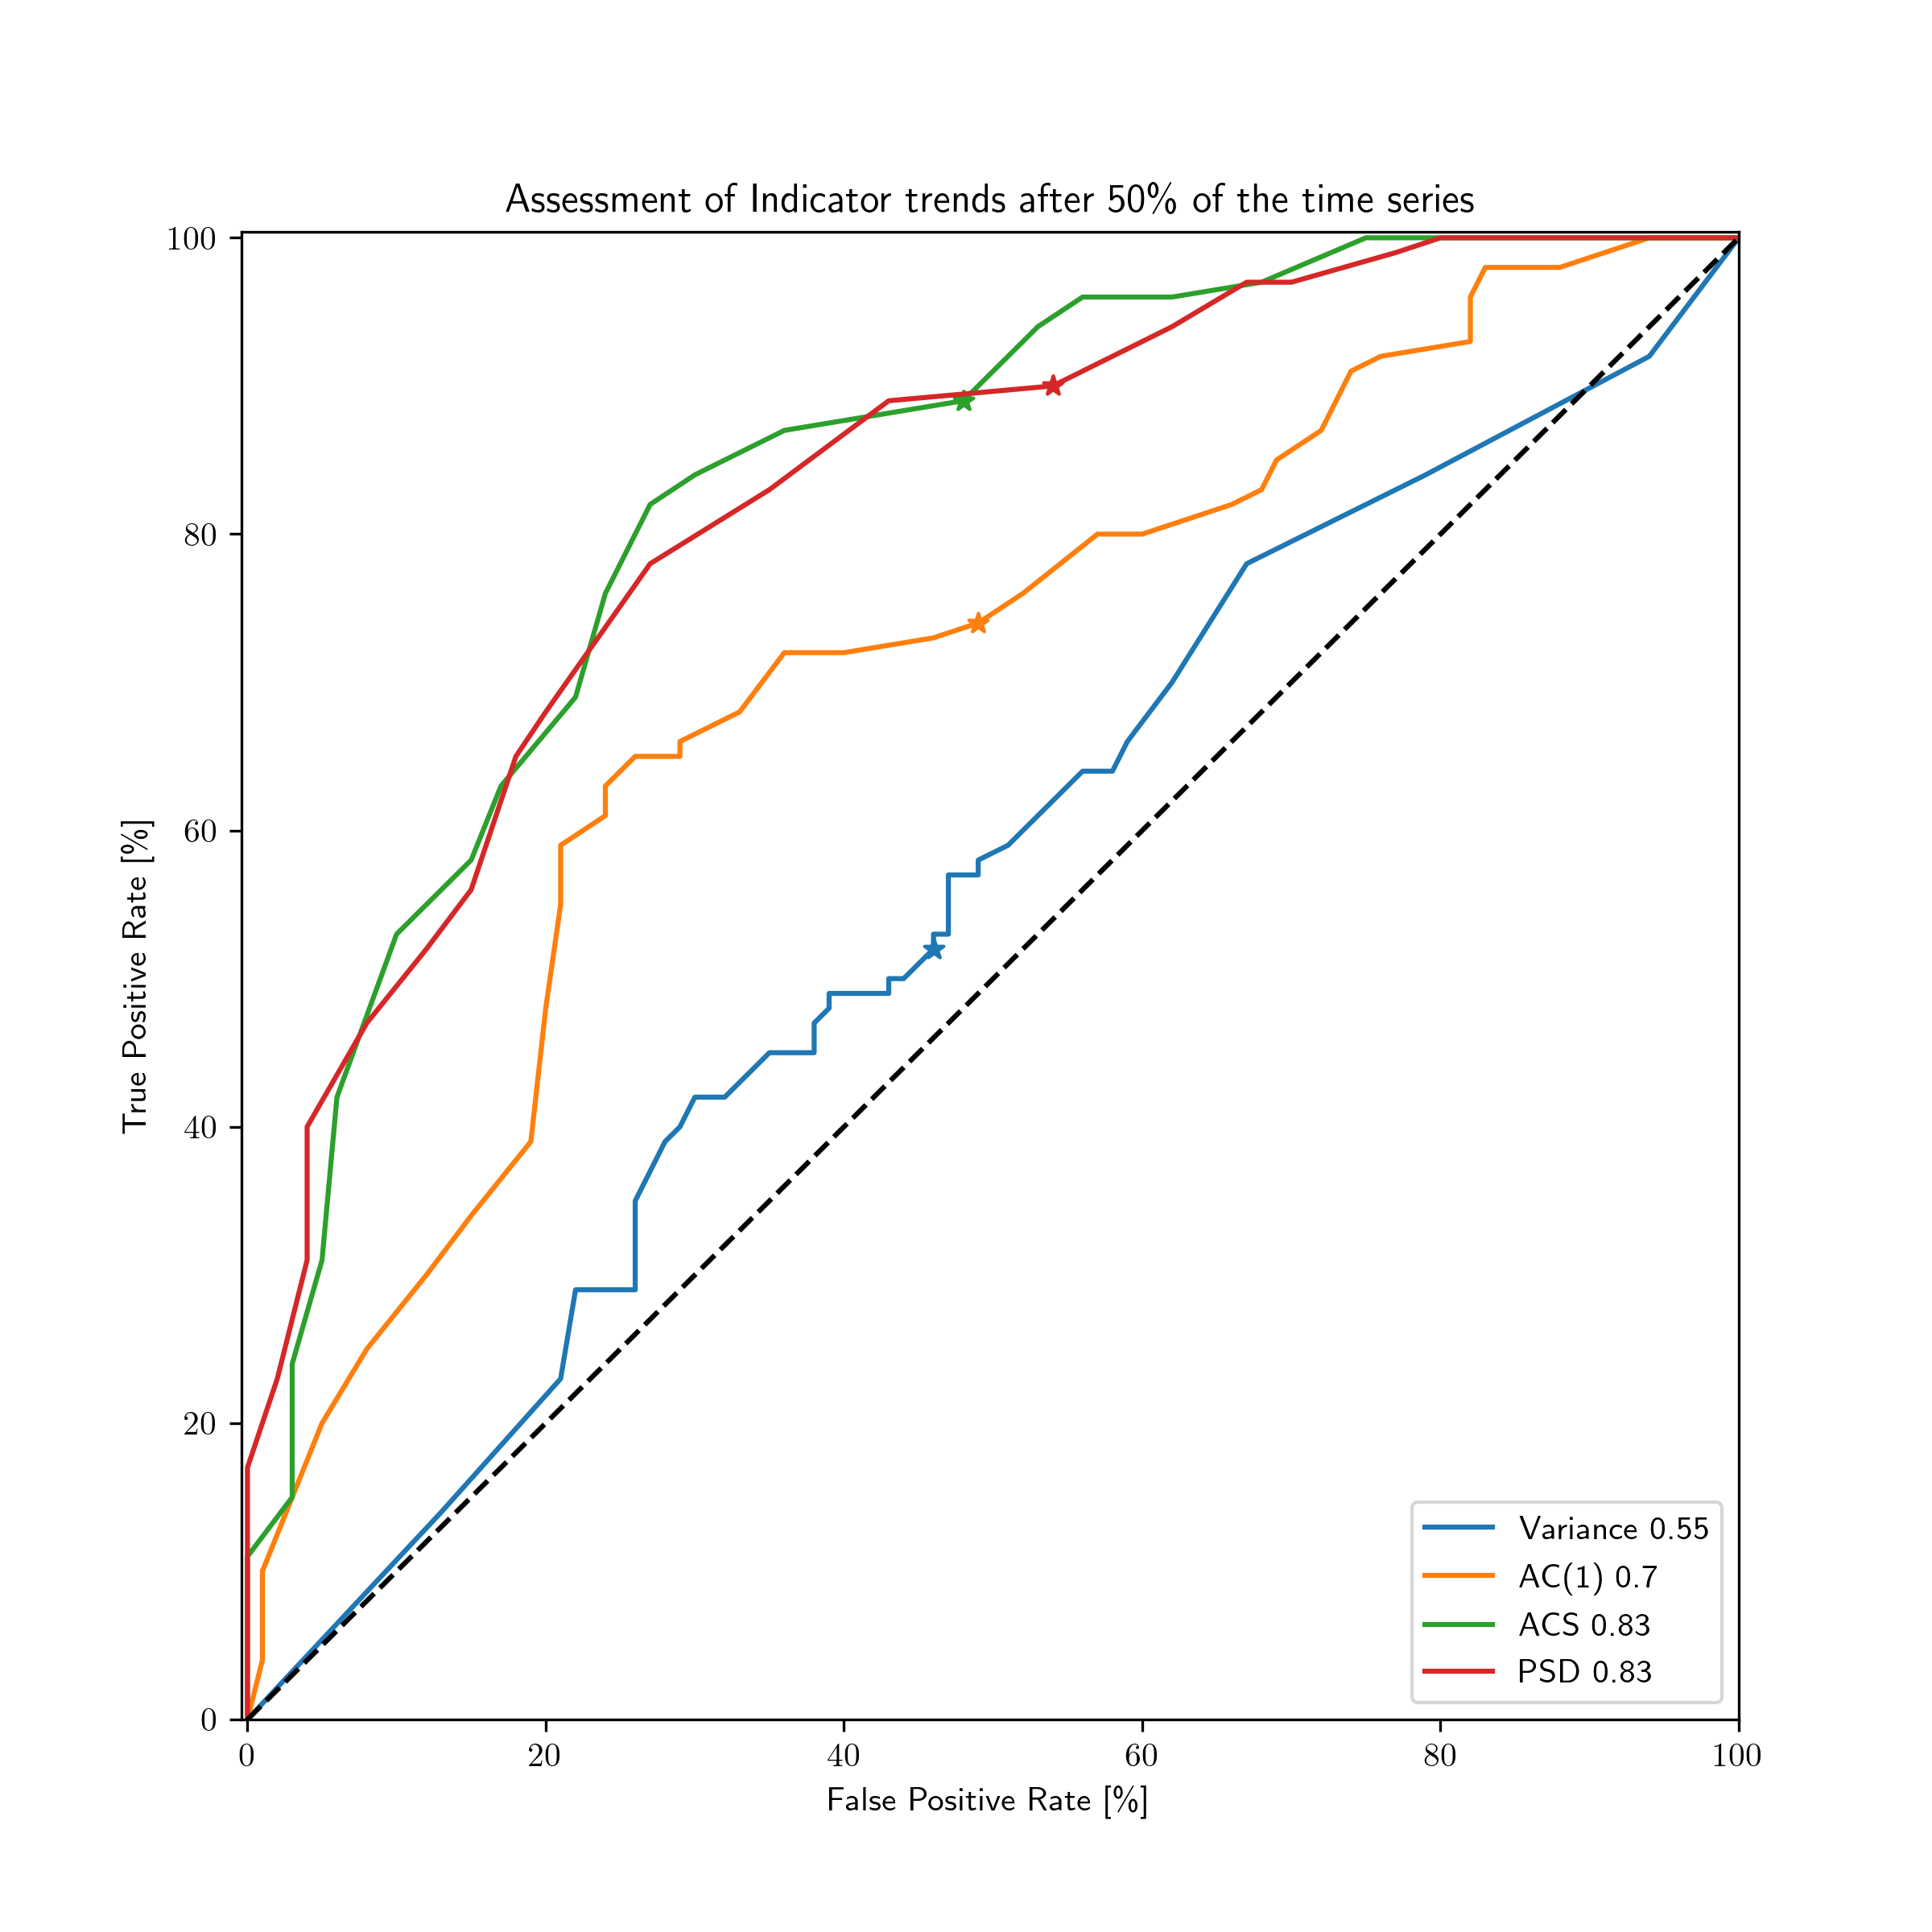 Assessment of Indicator trends after 50% of the time series
True Positive Rate [%]
100
80
60
40
20
0
0 20 40 60 80 100
False Positive Rate [%]
Variance 0.55
AC(1) 0.7
ACS 0.83
PSD 0.83